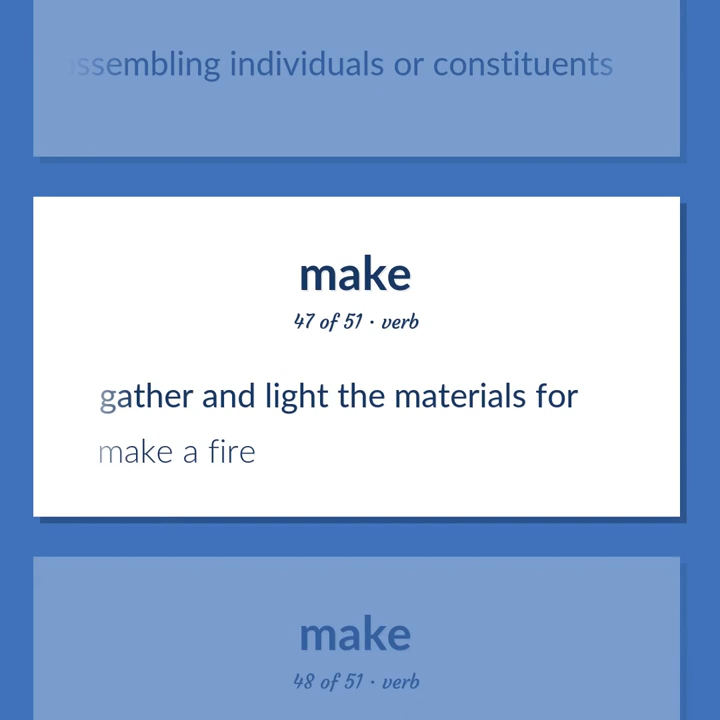 assembling individuals or constituents
make
47 of 51 · verb
gather and light the materials for
make a fire
make
48 of 51 · verb